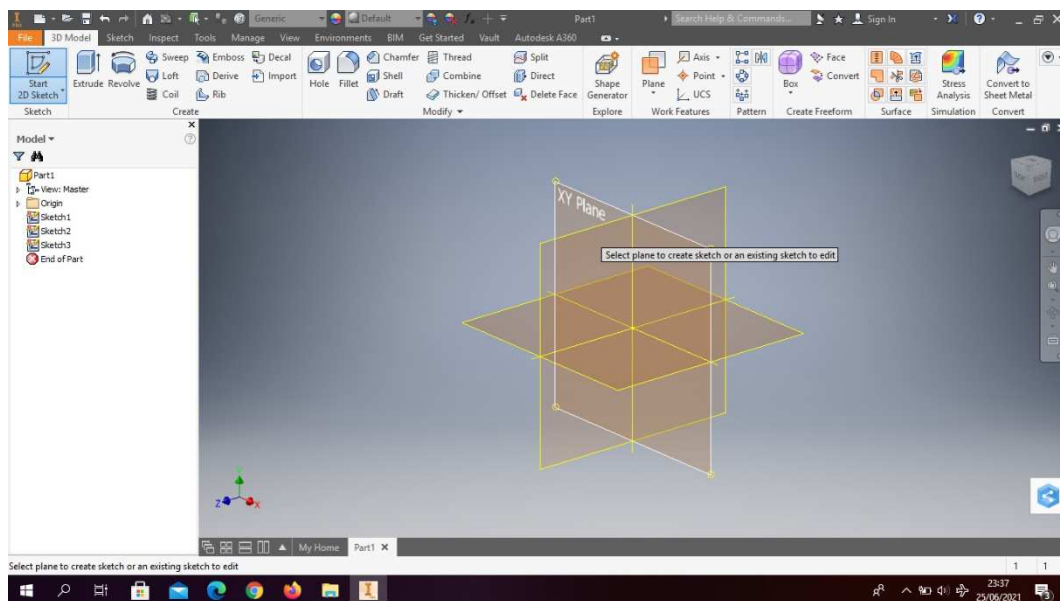 Generic
Default
Part1
Search Help & Commands...
Sign In
File 3D Model Sketch Inspect Tools Manage View Environments BIM Get Started Vault Autodesk A360
Start 2D Sketch
Extrude Revolve
Sweep Emboss Decal
Loft Derive Import
Coil Rib
Hole Fillet
Chamfer Thread
Shell Combine
Draft Thicken/ Offset
Split
Direct
Delete Face
Shape Generator
Plane
Axis
Point
UCS
Box
Face
Convert
Stress Analysis
Convert to Sheet Metal
Sketch Create Modify Explore Work Features Pattern Create Freeform Surface Simulation Convert
Model
Part1
View: Master
Origin
Sketch1
Sketch2
Sketch3
End of Part
XY Plane
Select plane to create sketch or an existing sketch to edit
Y
Z X
My Home Part1
Select plane to create sketch or an existing sketch to edit 1 1
23:37
25/06/2021